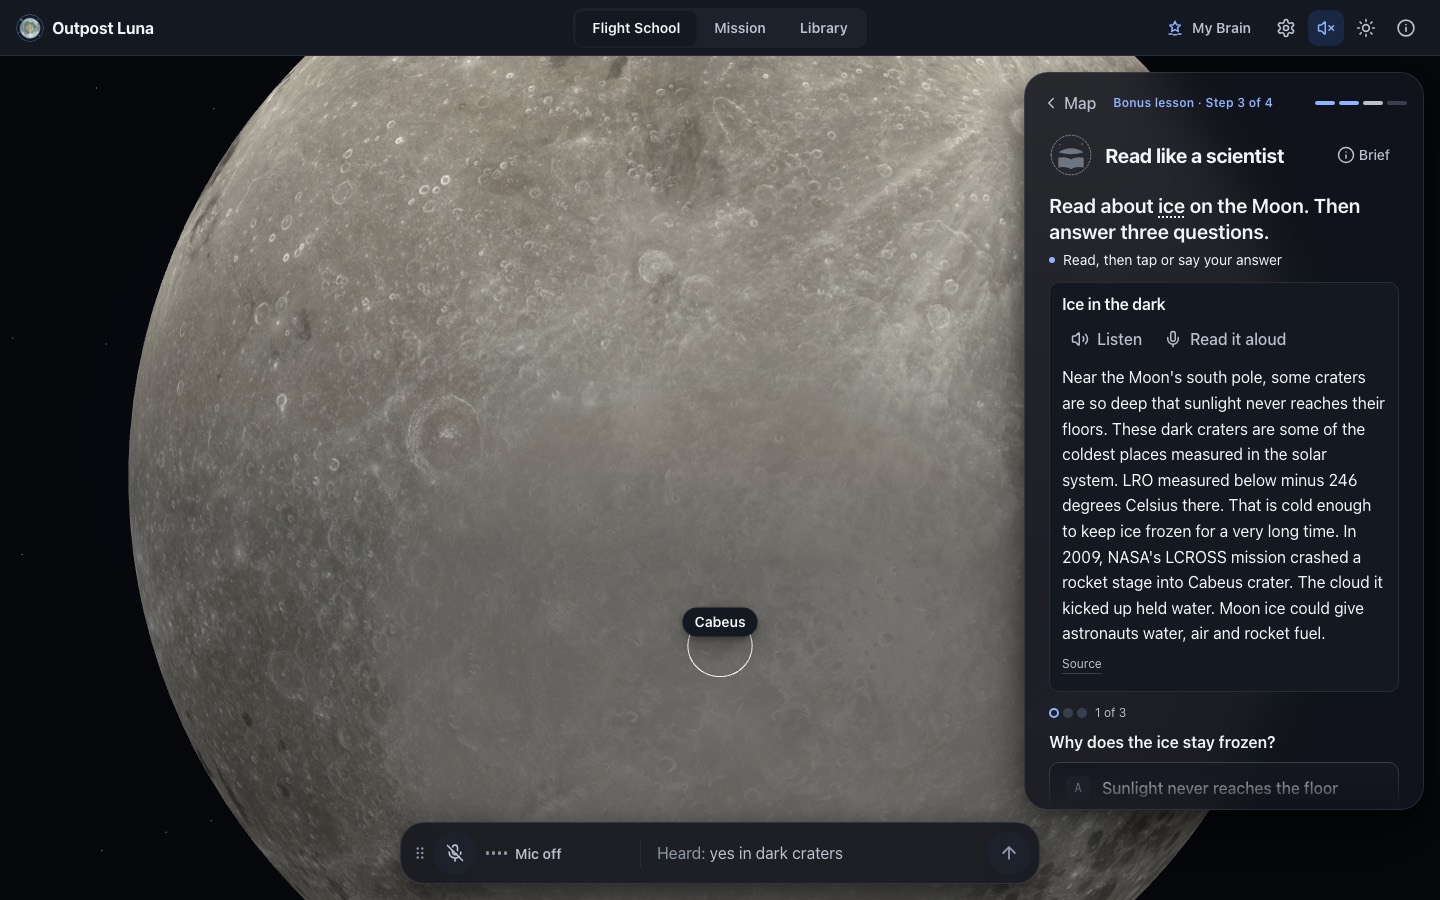 Outpost Luna
Flight School
Mission
Library
My Brain
Map
Bonus lesson · Step 3 of 4
Read like a scientist
Brief
Read about ice on the Moon. Then
answer three questions.
Read, then tap or say your answer
Ice in the dark
Listen
Read it aloud
Near the Moon's south pole, some craters
are so deep that sunlight never reaches their
floors. These dark craters are some of the
coldest places measured in the solar
system. LRO measured below minus 246
degrees Celsius there. That is cold enough
to keep ice frozen for a very long time. In
2009, NASA's LCROSS mission crashed a
rocket stage into Cabeus crater. The cloud it
kicked up held water. Moon ice could give
astronauts water, air and rocket fuel.
Source
1 of 3
Why does the ice stay frozen?
A Sunlight never reaches the floor
Cabeus
Mic off
Heard: yes in dark craters